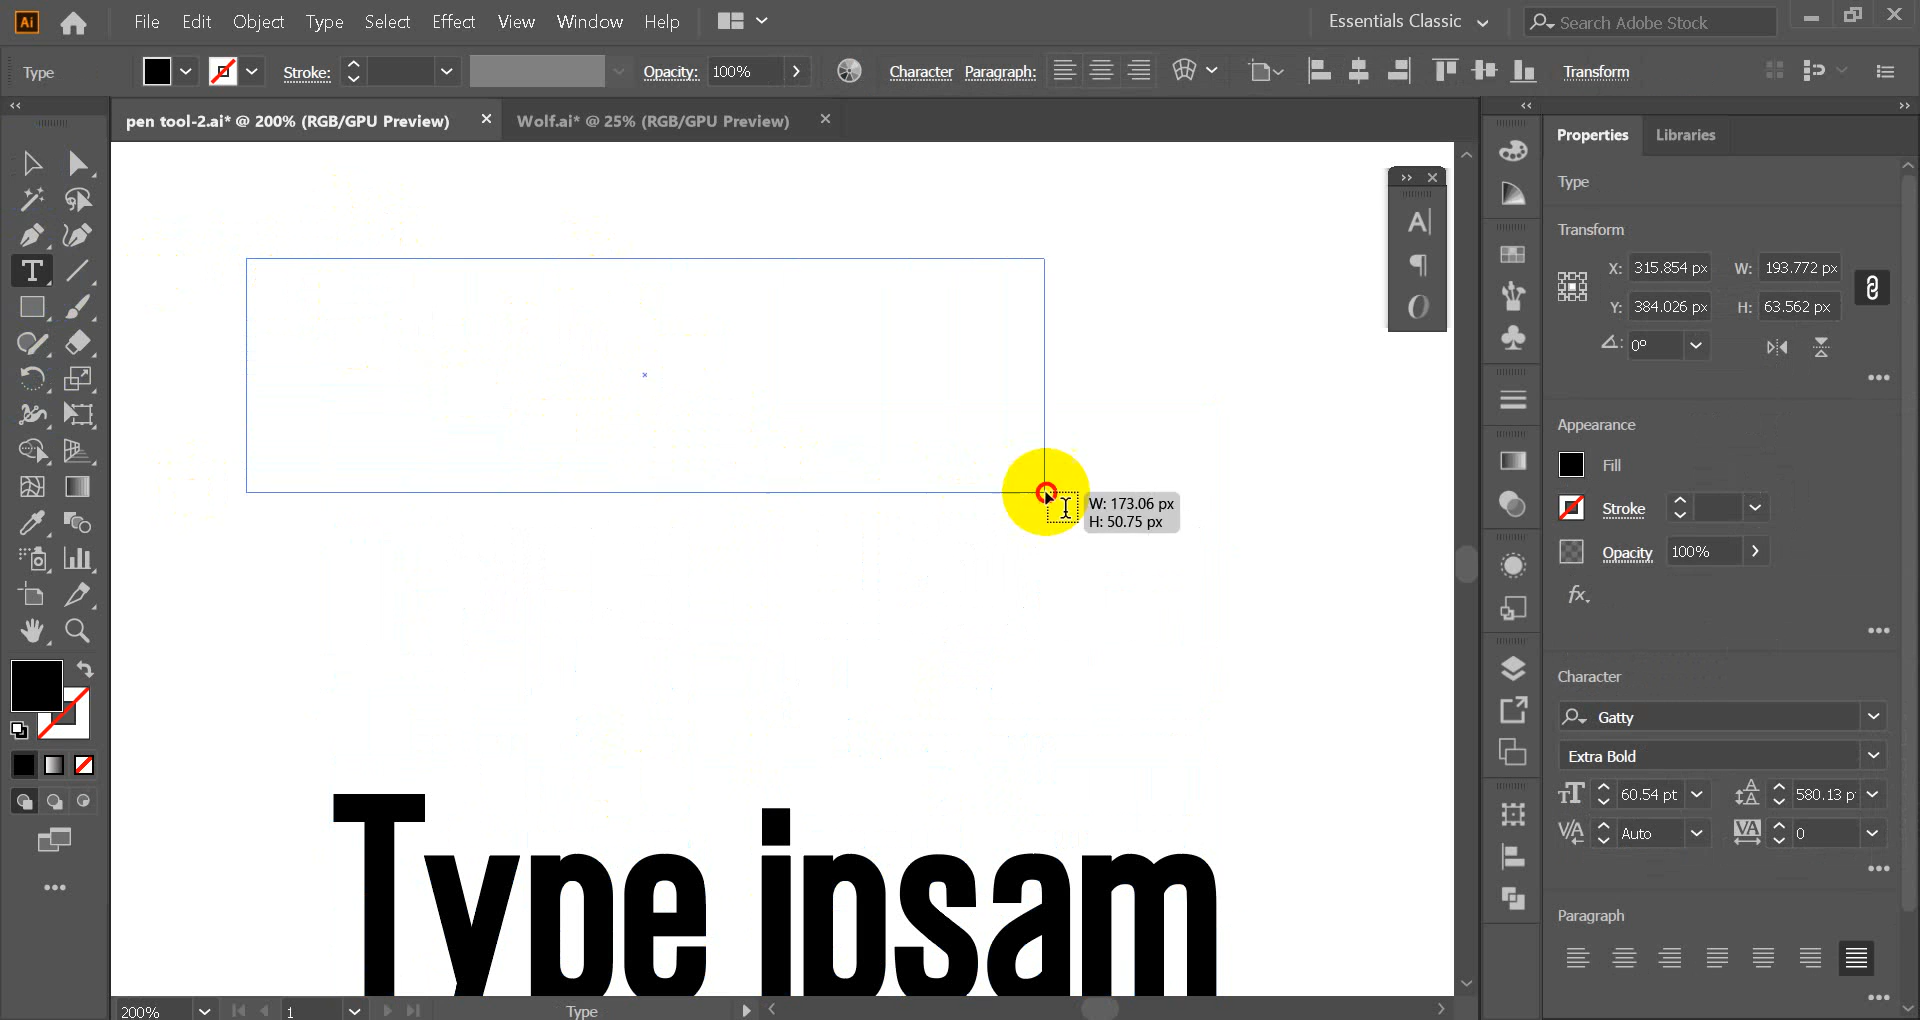 Ai File Edit Object Type Select Effect View Window Help Essentials Classic Search Adobe Stock
Type Stroke: Opacity: 100% Character Paragraph: Transform
pen tool-2.ai* @ 200% (RGB/GPU Preview) Wolf.ai* @ 25% (RGB/GPU Preview)
Properties Libraries
Type
Transform
X: 315.854 px W: 193.772 px
Y: 384.026 px H: 63.562 px
0°
Appearance
Fill
Stroke
Opacity 100%
fx.
W: 173.06 px
H: 50.75 px
Character
Gatty
Extra Bold
60.54 pt 580.13 p
Auto 0
Paragraph
Type ipsam
200% 1 Type